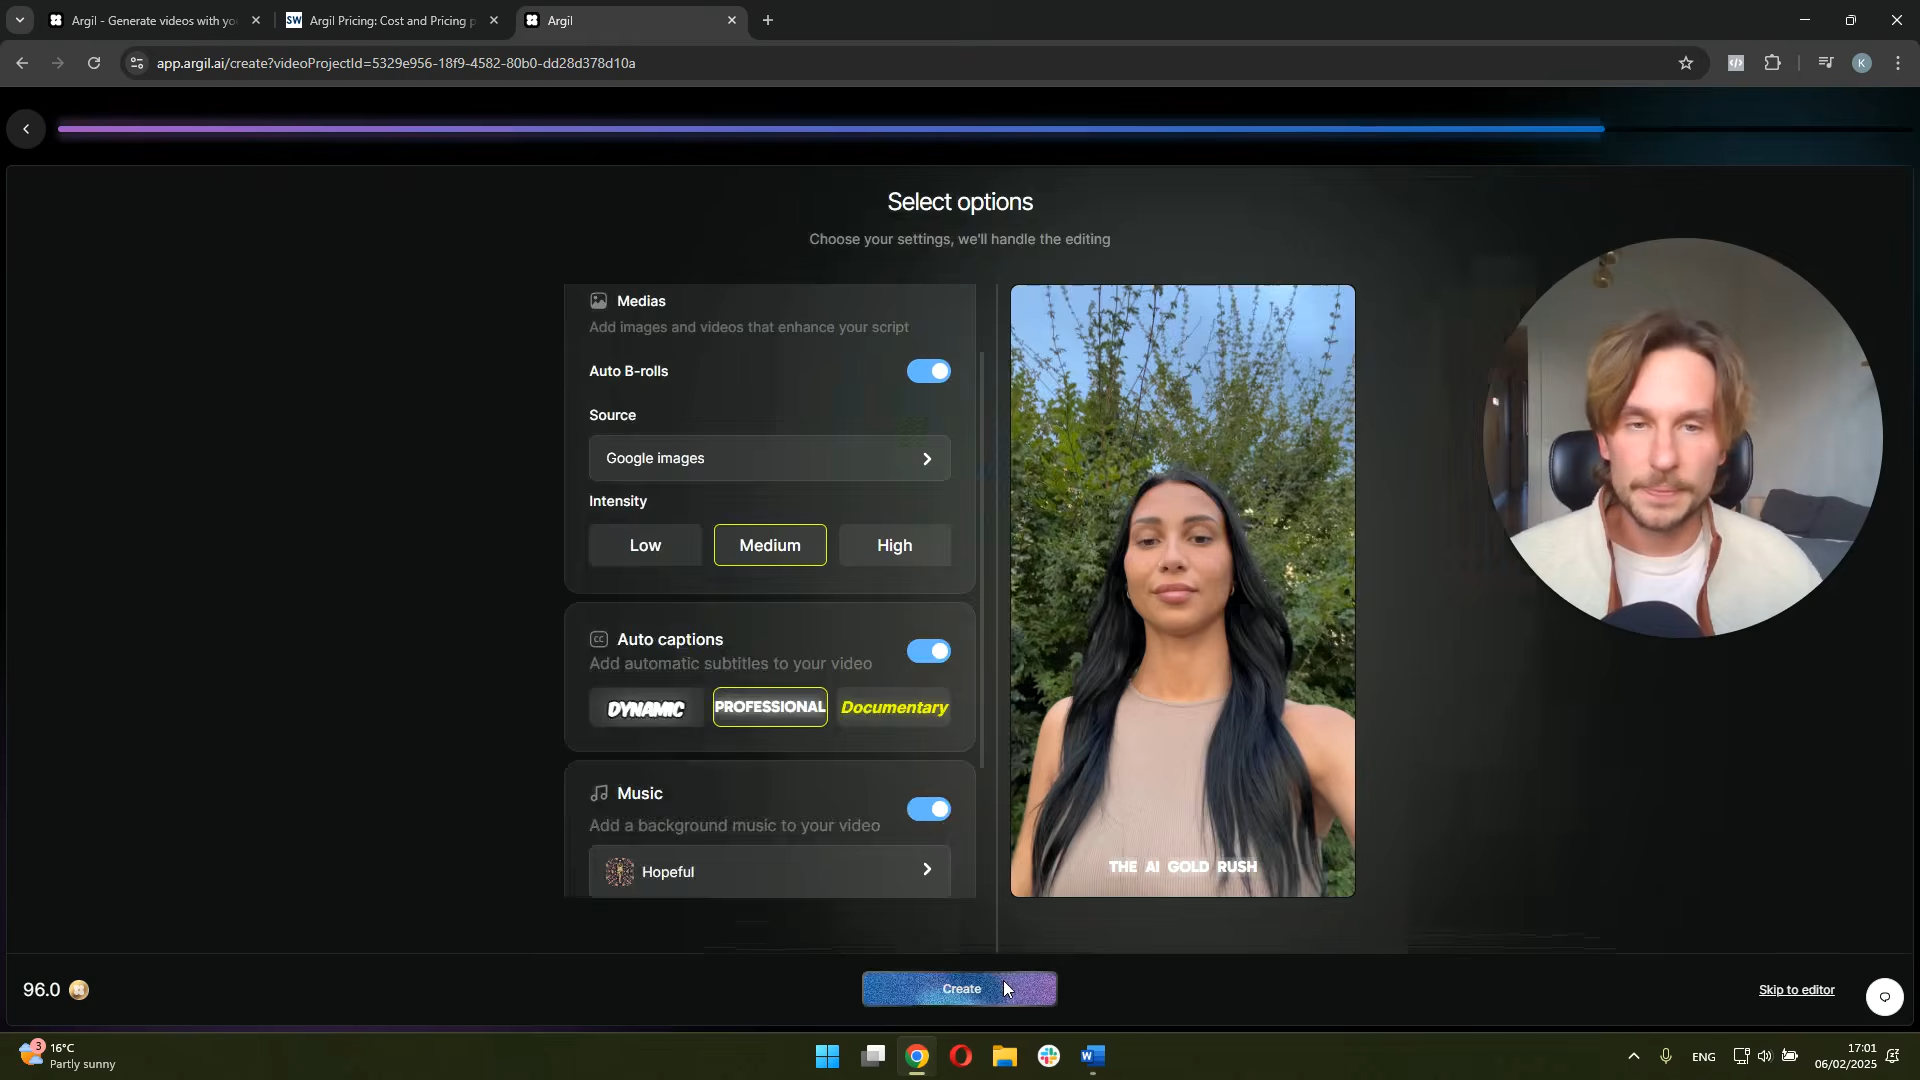 Argil - Generate videos with yo
SW
Argil Pricing: Cost and Pricing p
Argil
app.argil.ai/create?videoProjectId=5329e956-18f9-4582-80b0-dd28d378d10a
K
Select options
Choose your settings, we'll handle the editing
Medias
Add images and videos that enhance your script
Auto B-rolls
Source
Google images
Intensity
Low
Medium
High
CC
Auto captions
Add automatic subtitles to your video
DYNAMIC
PROFESSIONAL
Documentary
Music
Add a background music to your video
Hopeful
THE AI GOLD RUSH
96.0
Create
Skip to editor
3
16°C
Partly sunny
W
ENG
17:01
06/02/2025